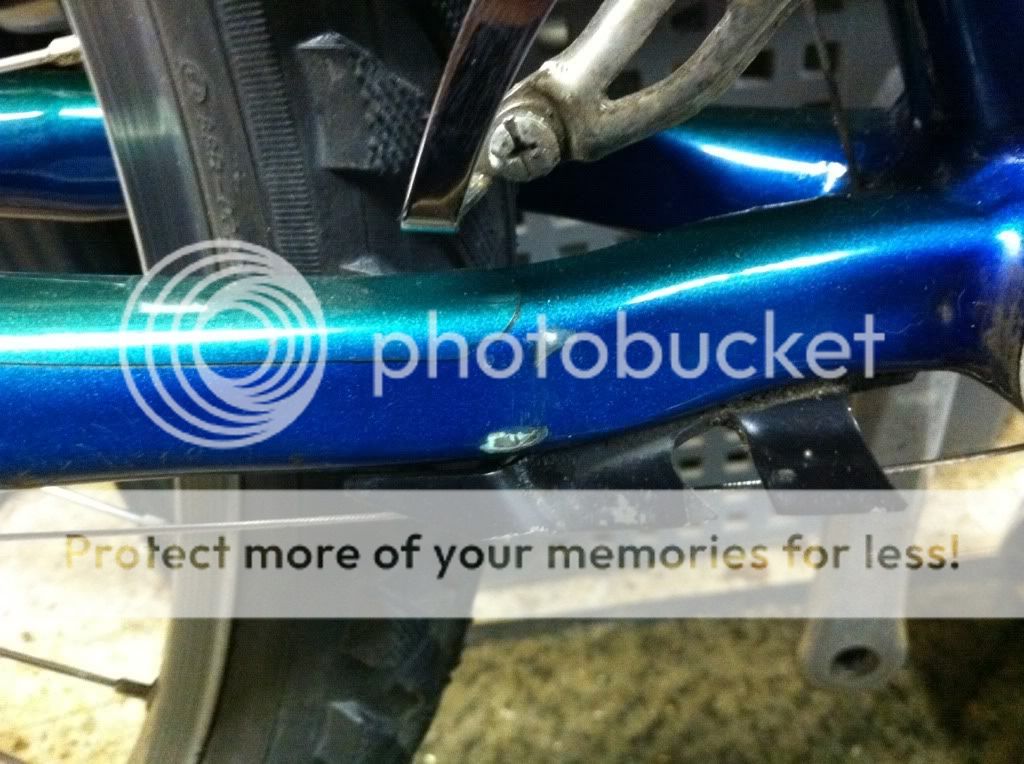 photobucket
Protect more of your memories for less!